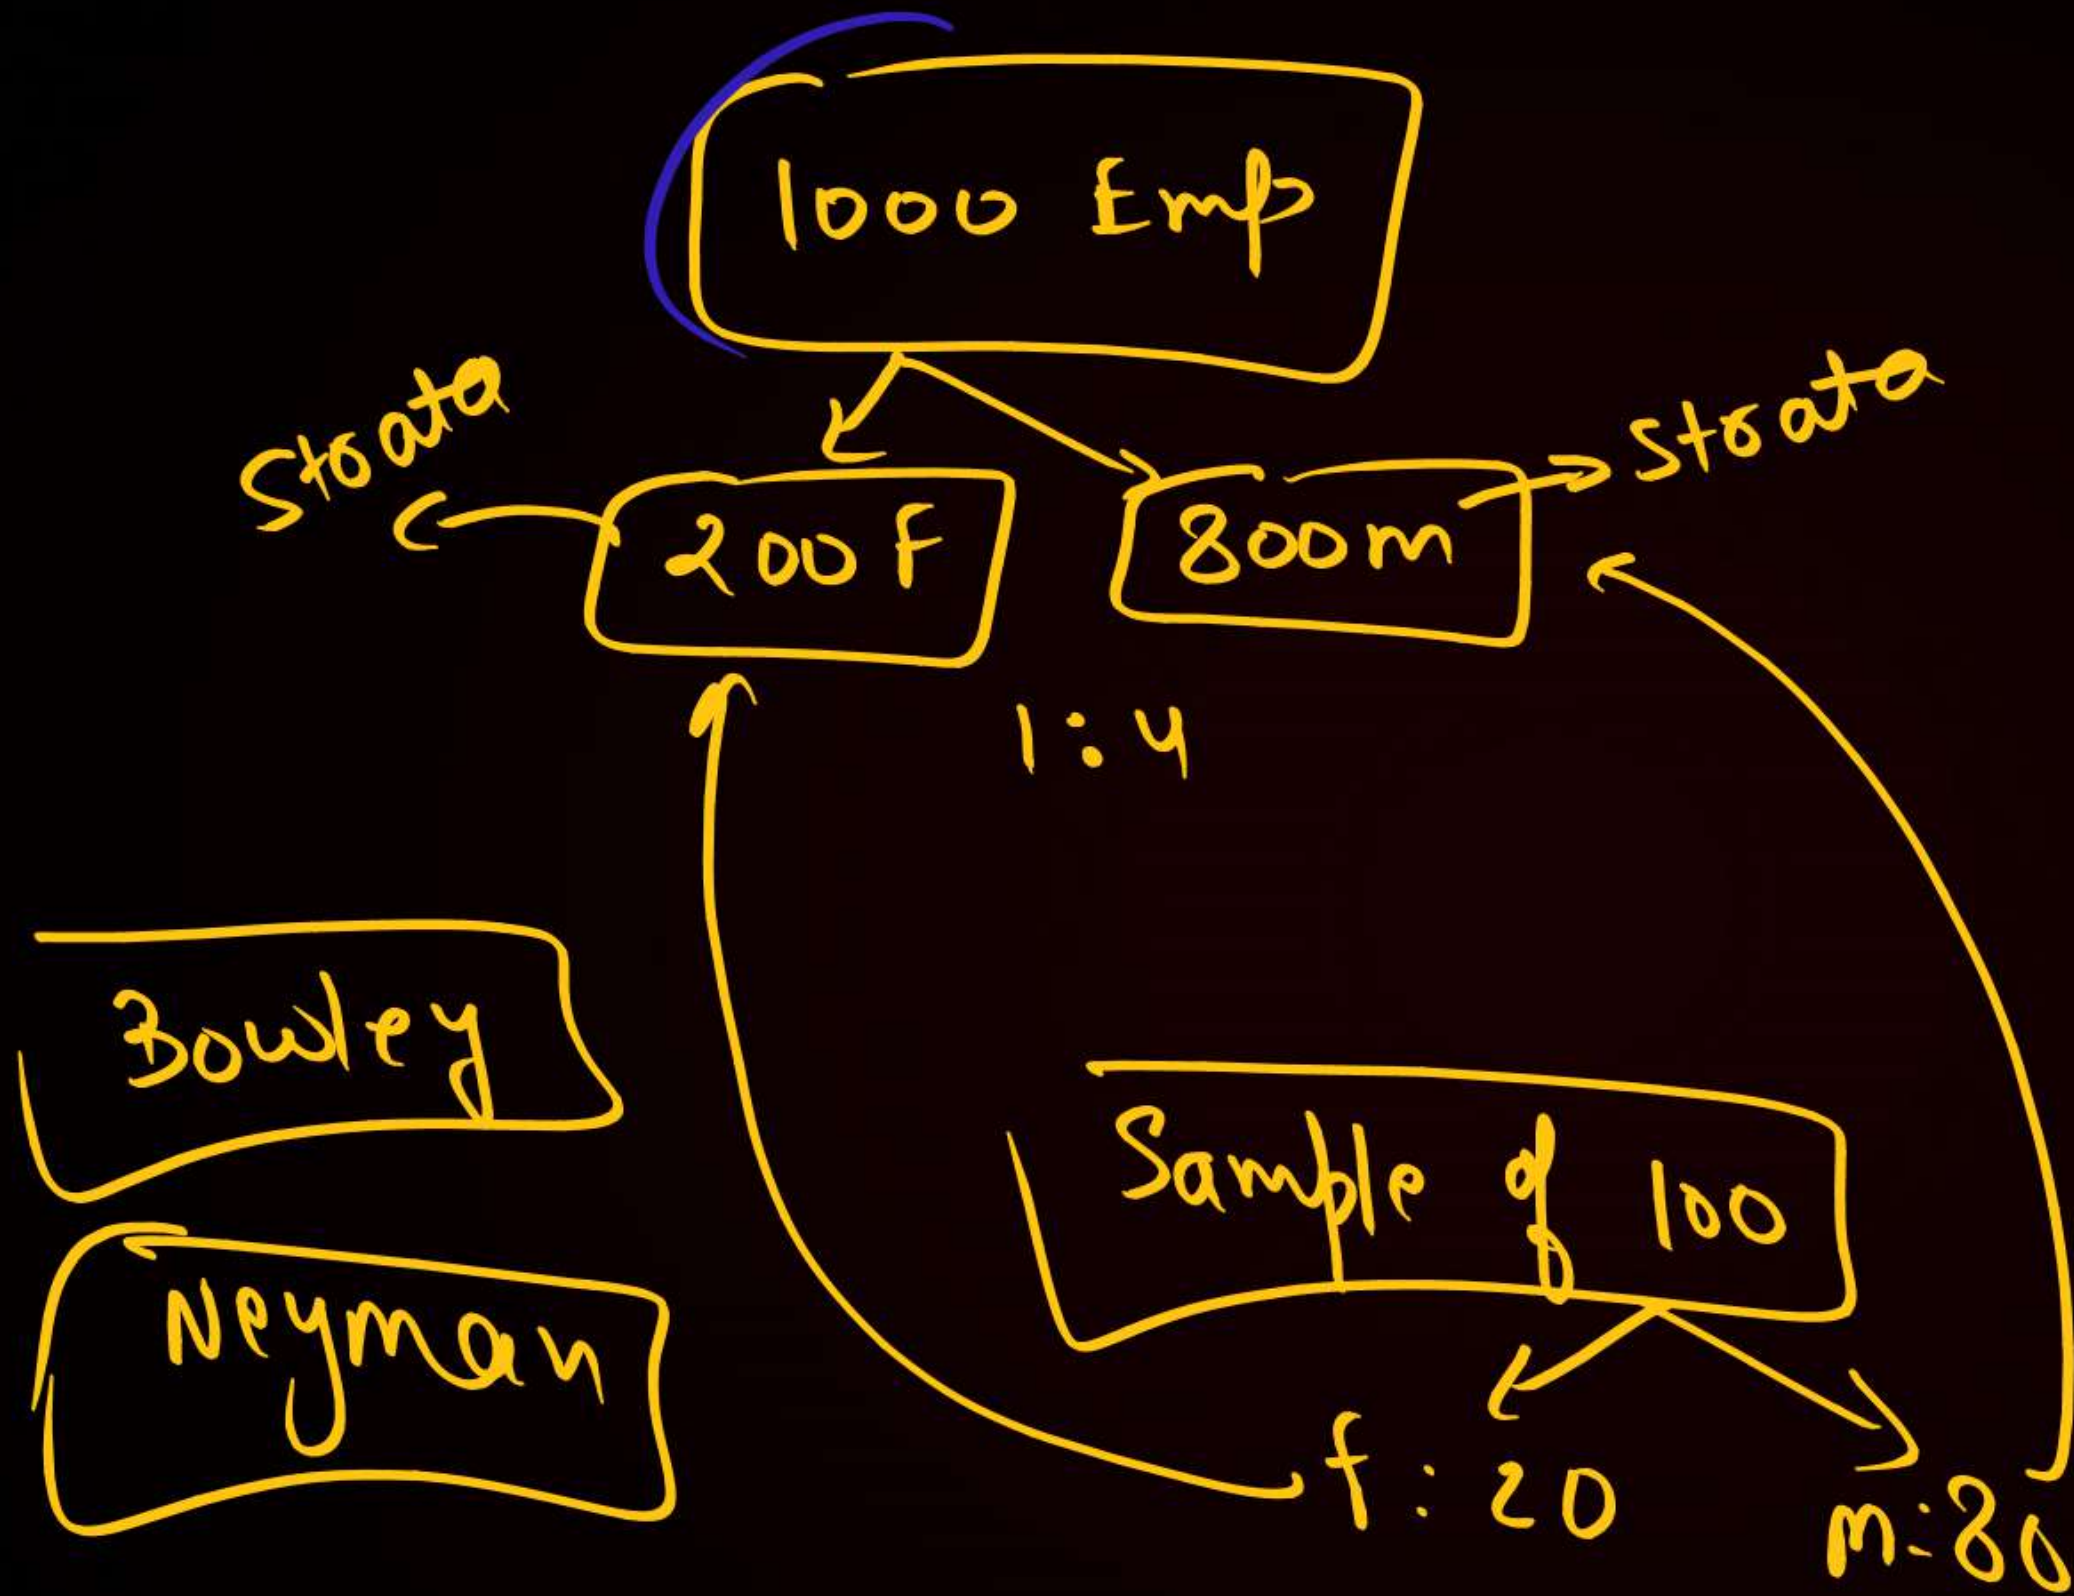 1000 Emp
Strata
Strata
200 F
800 m
1 : 4
Bowley
Sample of 100
Neyman
f : 20
m : 80